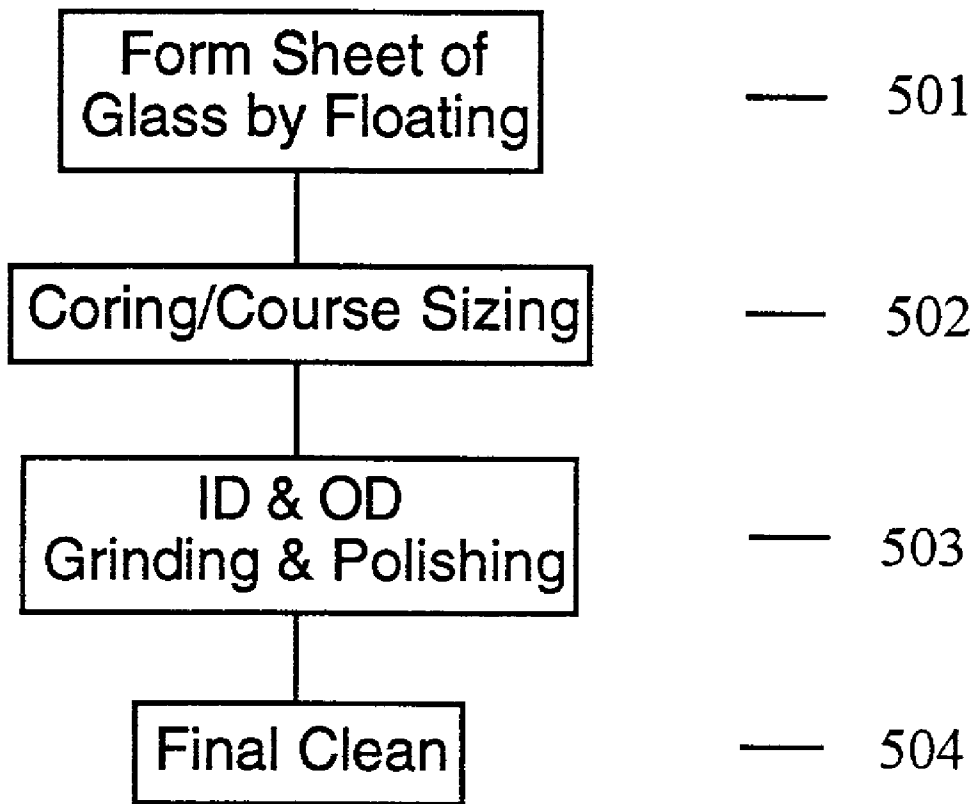 Form Sheet of
Glass by Floating
501
Coring/Course Sizing
502
ID & OD
Grinding & Polishing
503
Final Clean
504